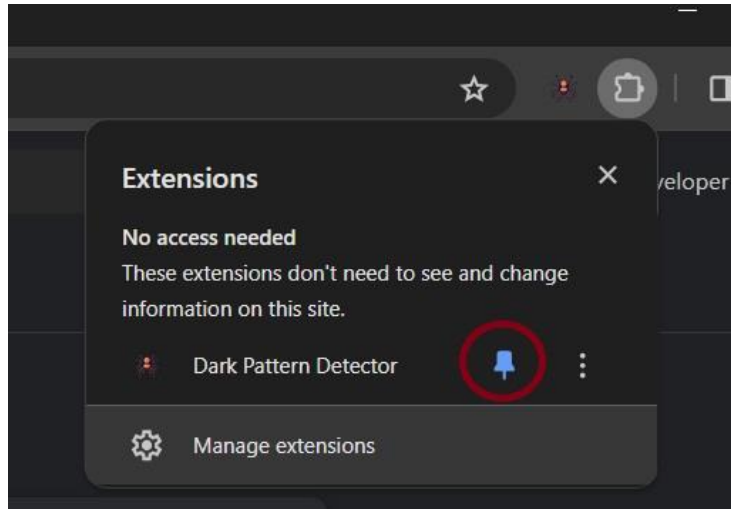 Extensions
veloper
No access needed
These extensions don't need to see and change
information on this site.
Dark Pattern Detector
Manage extensions